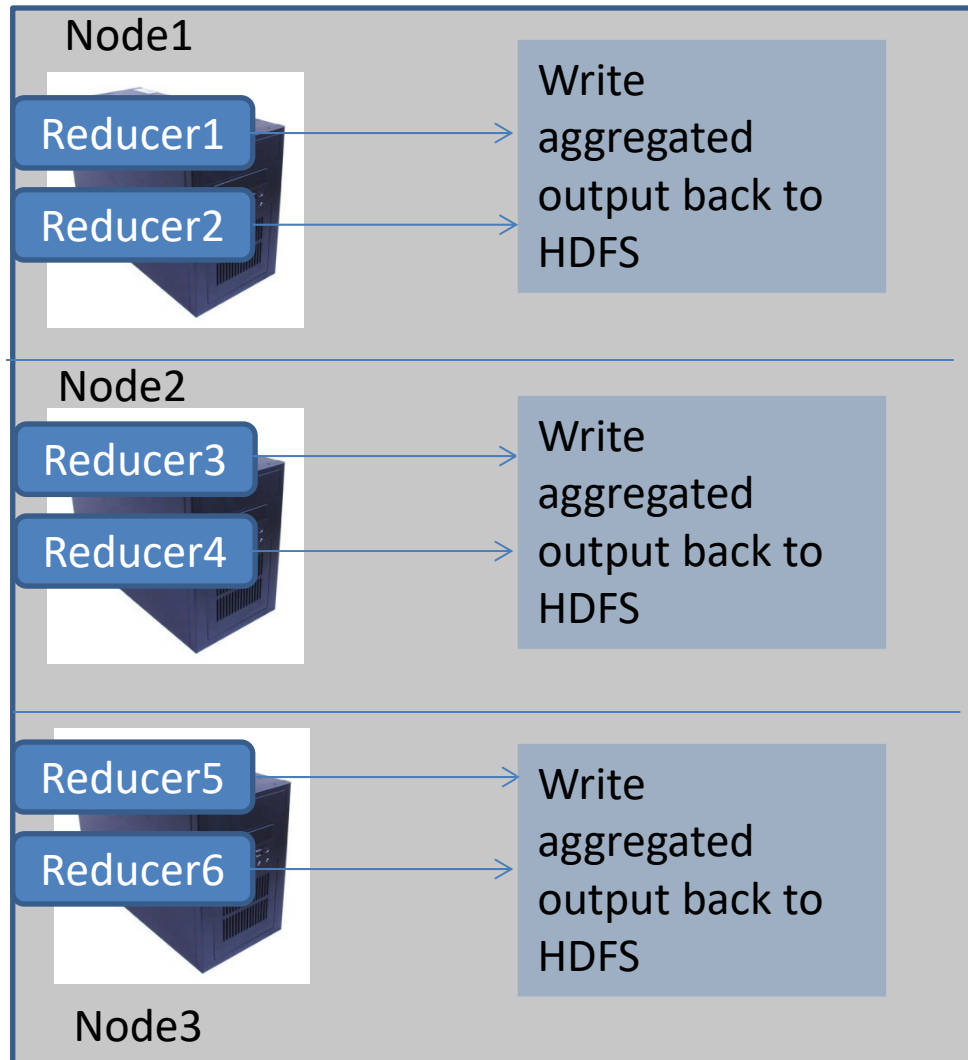 Node1
Reducer1
Reducer2
Write
aggregated
output back to
HDFS
Node2
Reducer3
Reducer4
Write
aggregated
output back to
HDFS
Reducer5
Reducer6
Write
aggregated
output back to
HDFS
Node3